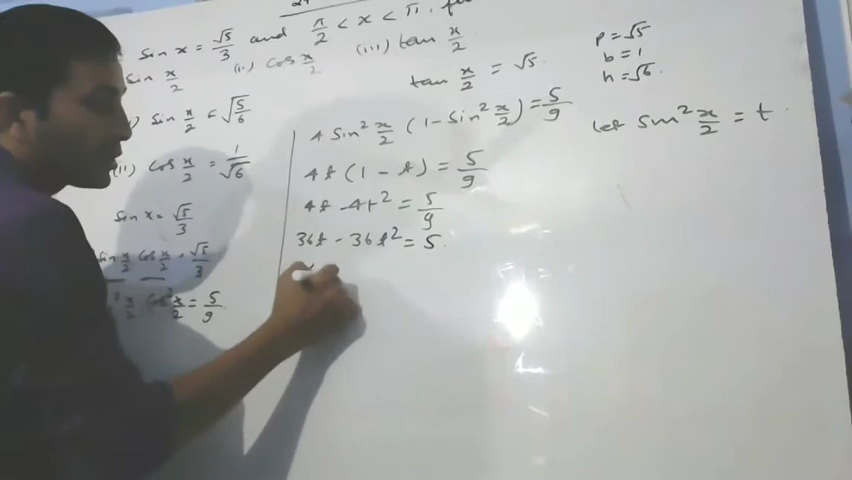 sin x = √5/3 and π/2 < x < π,
sin x/2 (ii) cos x/2 (iii) tan x/2
tan x/2 = √5
p = √5
b = 1
h = √6
) sin x/2 = √5/6
(ii) cos x/2 = 1/√6
sin x = √5/3
sin x/2 cos x/2 = √5/3
x/2 cos² x/2 = 5/9
4 sin² x/2 (1 - sin² x/2) = 5/9
4t (1 - t) = 5/9
4t - 4t² = 5/9
36t - 36t² = 5
let sin² x/2 = t